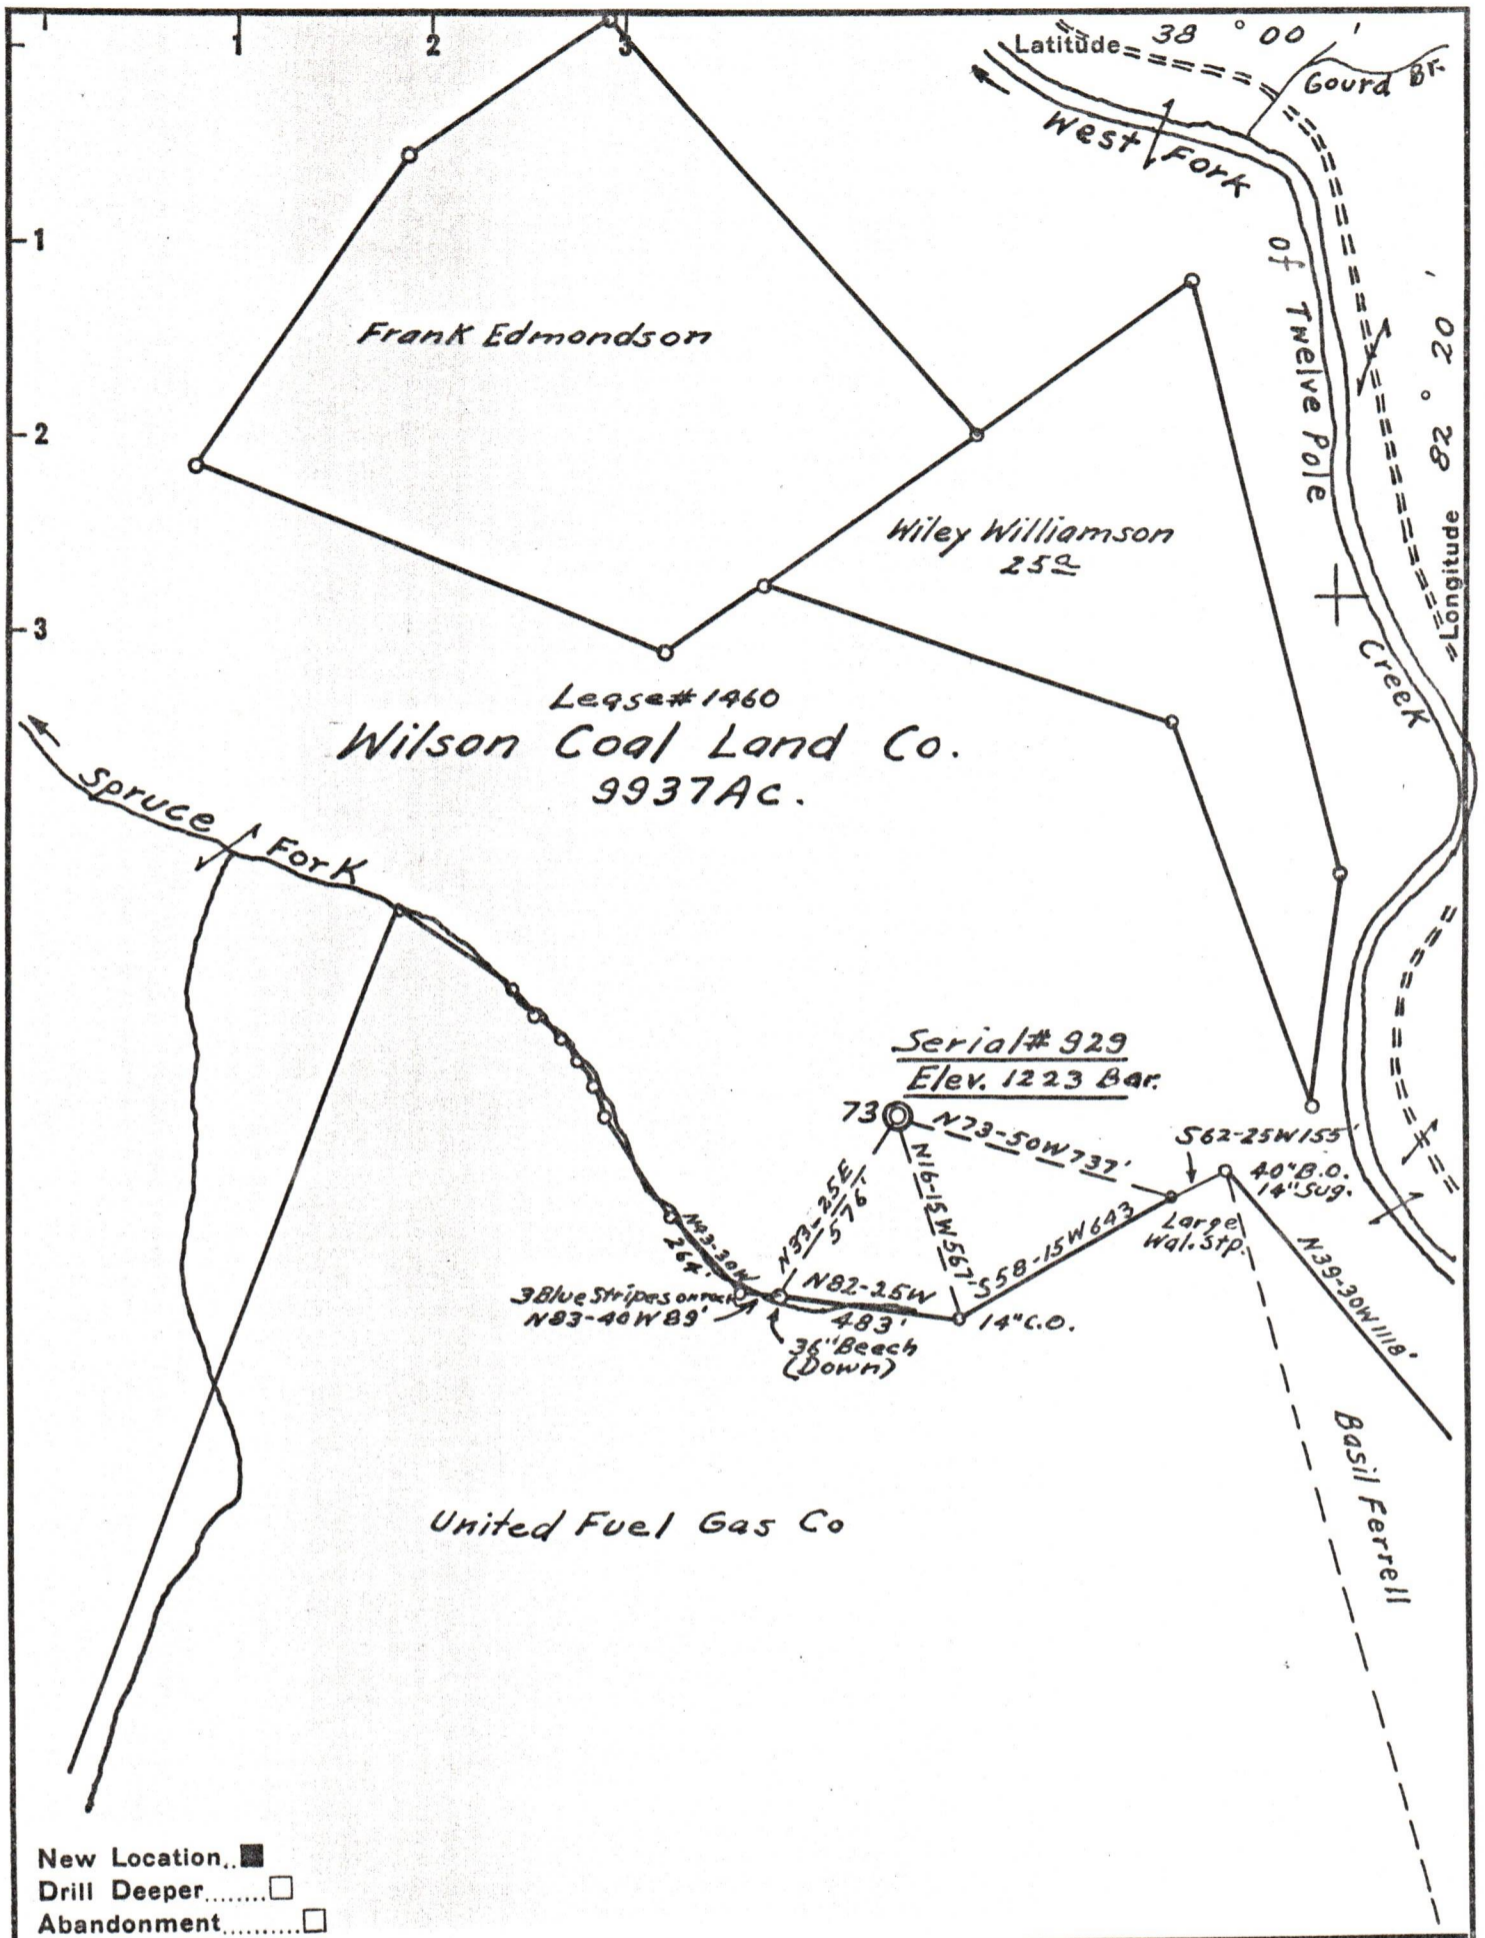 1 2 3
Latitude 38 ° 00 '
Gourd Br.
West Fork
of Twelve Pole
Creek
1
2
3
Longitude 82 ° 20 '
Frank Edmondson
Wiley Williamson
25a
Lease# 1460
Wilson Coal Land Co.
9937Ac.
Spruce Fork
Serial# 929
Elev. 1223 Bar.
73
N73-50W 737'
S62-25W155'
40"B.O.
14"Sug.
N16-15W567'
N33-25E
576'
Large
Wal. Stp.
S58-15W643
N43-30W
264'
N82-25W
483'
3 Blue Stripes on rock
N83-40W89'
14"C.O.
36"Beech
(Down)
N39-30W1118'
Basil Ferrell
United Fuel Gas Co
New Location..■
Drill Deeper........□
Abandonment..........□